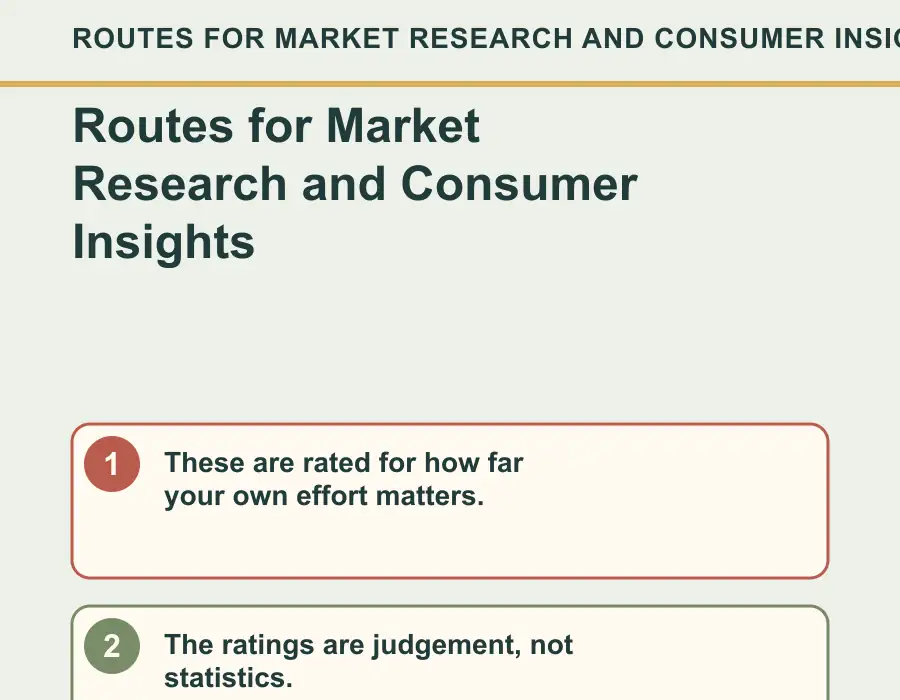 ROUTES FOR MARKET RESEARCH AND CONSUMER
Routes for Market
Research and Consumer
Insights
1
These are rated for how far
your own effort matters.
2
The ratings are judgement, not
statistics.